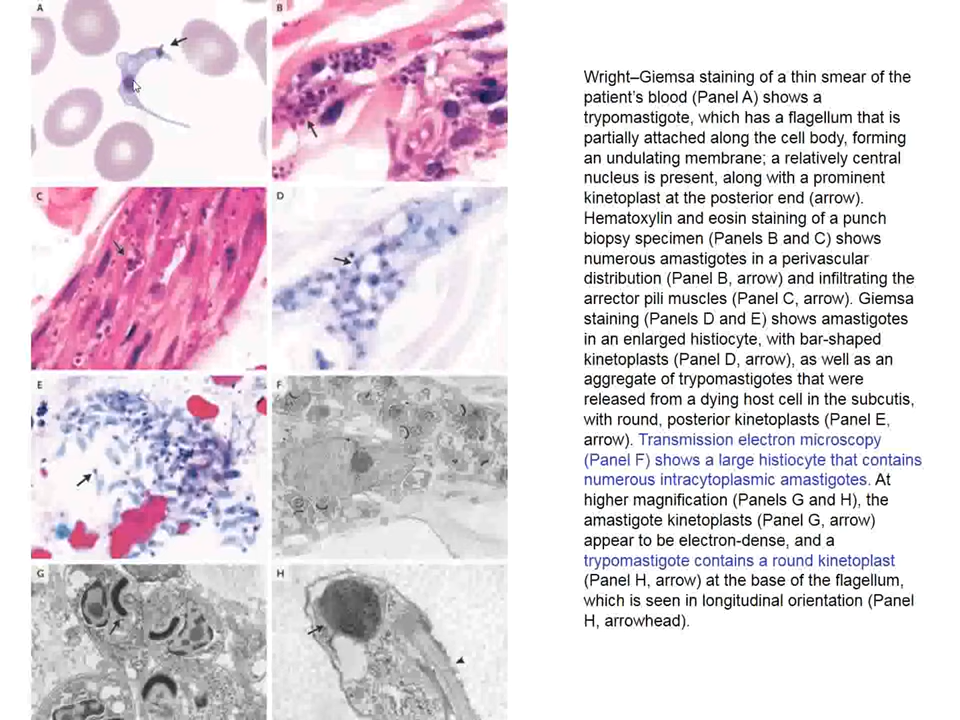 A
B
Wright–Giemsa staining of a thin smear of the
patient's blood (Panel A) shows a
trypomastigote, which has a flagellum that is
partially attached along the cell body, forming
an undulating membrane; a relatively central
nucleus is present, along with a prominent
kinetoplast at the posterior end (arrow).
Hematoxylin and eosin staining of a punch
biopsy specimen (Panels B and C) shows
numerous amastigotes in a perivascular
distribution (Panel B, arrow) and infiltrating the
arrector pili muscles (Panel C, arrow). Giemsa
staining (Panels D and E) shows amastigotes
in an enlarged histiocyte, with bar-shaped
kinetoplasts (Panel D, arrow), as well as an
aggregate of trypomastigotes that were
released from a dying host cell in the subcutis,
with round, posterior kinetoplasts (Panel E,
arrow). Transmission electron microscopy
(Panel F) shows a large histiocyte that contains
numerous intracytoplasmic amastigotes. At
higher magnification (Panels G and H), the
amastigote kinetoplasts (Panel G, arrow)
appear to be electron-dense, and a
trypomastigote contains a round kinetoplast
(Panel H, arrow) at the base of the flagellum,
which is seen in longitudinal orientation (Panel
H, arrowhead).
C
D
E
F
G
H